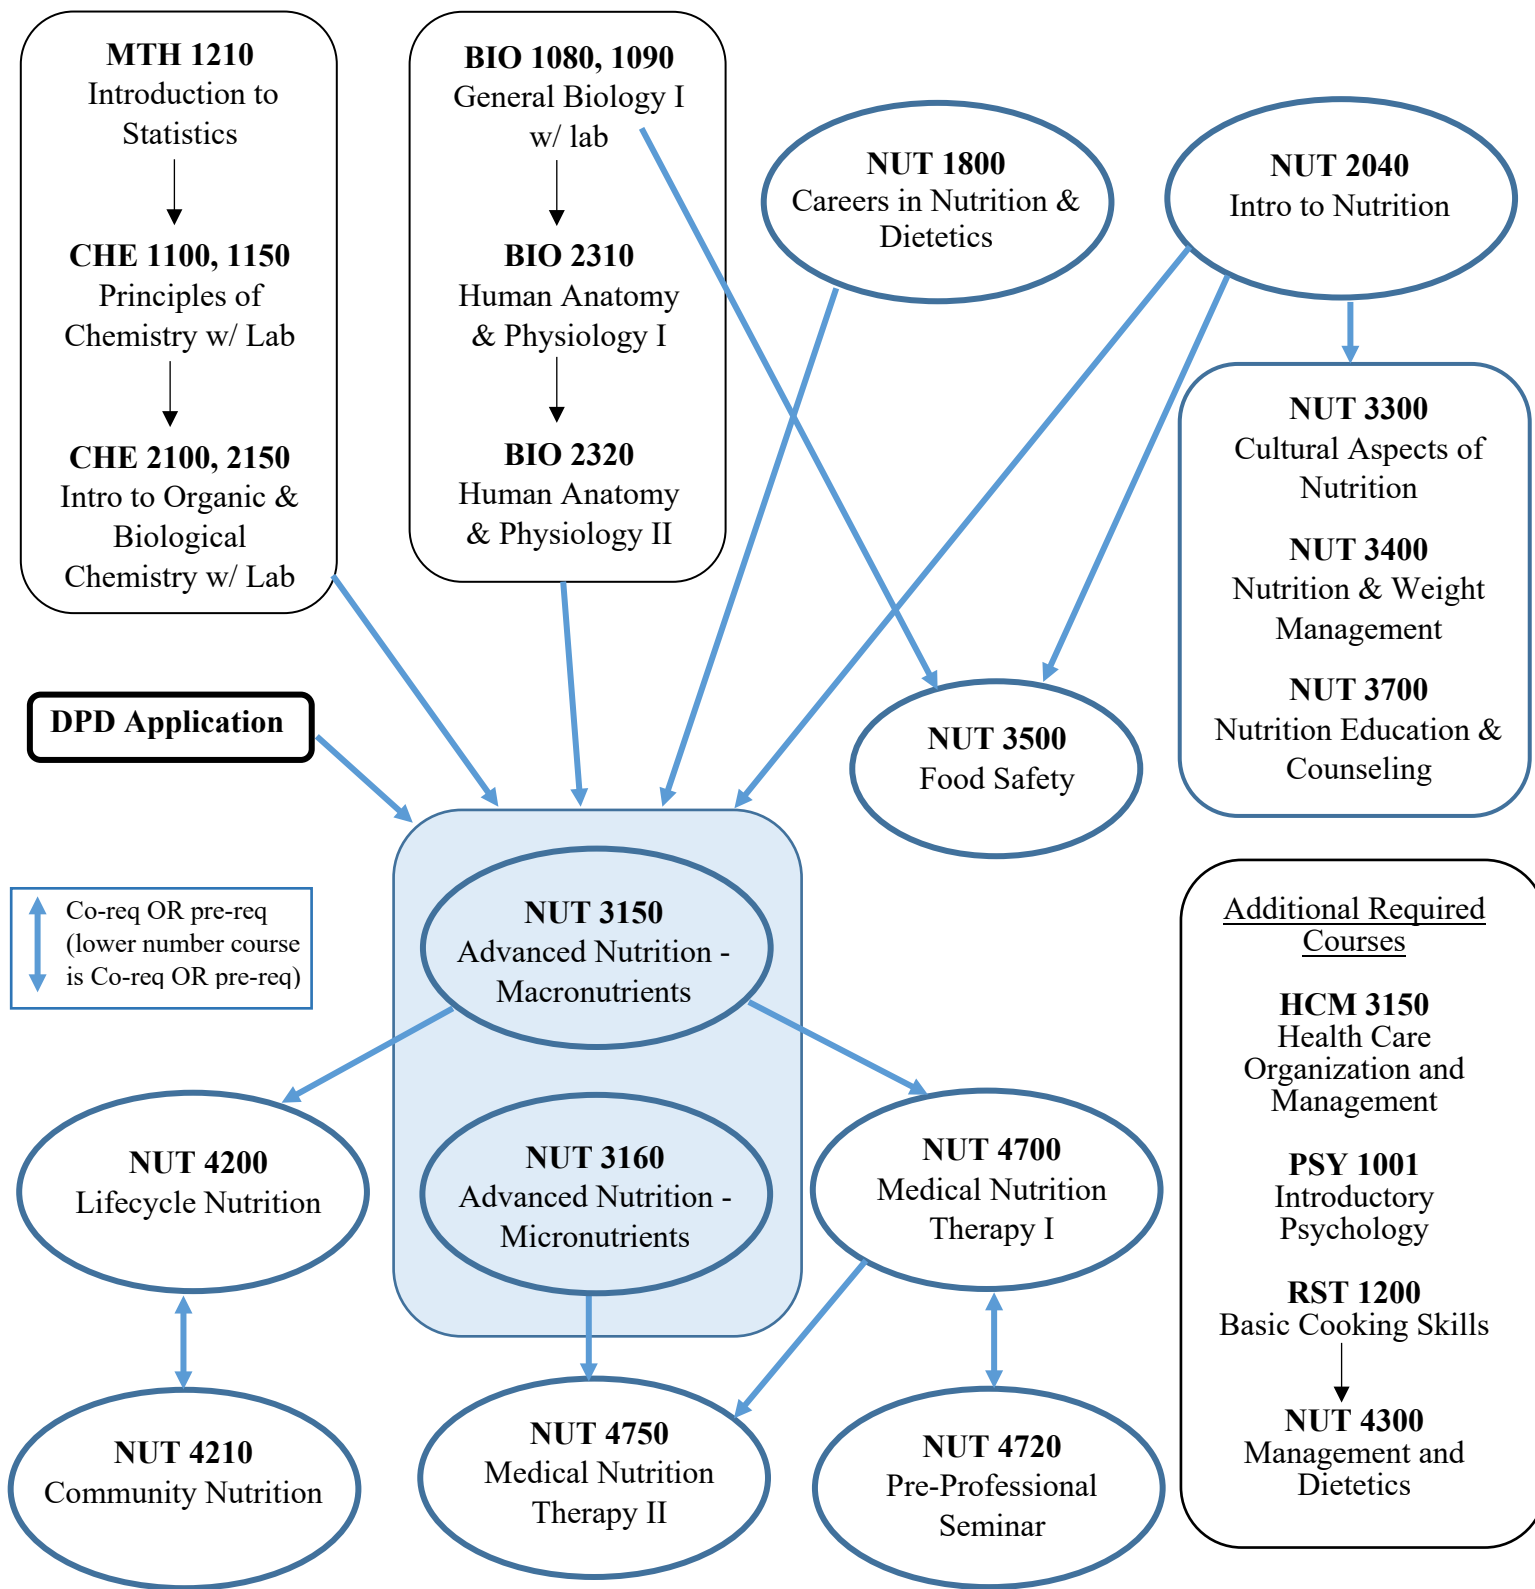 MTH 1210
Introduction to
Statistics
CHE 1100, 1150
Principles of
Chemistry w/ Lab
CHE 2100, 2150
Intro to Organic &
Biological
Chemistry w/ Lab
BIO 1080, 1090
General Biology I
w/ lab
BIO 2310
Human Anatomy
& Physiology I
BIO 2320
Human Anatomy
& Physiology II
NUT 1800
Careers in Nutrition &
Dietetics
NUT 2040
Intro to Nutrition
NUT 3300
Cultural Aspects of
Nutrition
NUT 3400
Nutrition & Weight
Management
NUT 3700
Nutrition Education &
Counseling
DPD Application
NUT 3500
Food Safety
Co-req OR pre-req
(lower number course
is Co-req OR pre-req)
NUT 3150
Advanced Nutrition -
Macronutrients
NUT 3160
Advanced Nutrition -
Micronutrients
NUT 4200
Lifecycle Nutrition
NUT 4700
Medical Nutrition
Therapy I
NUT 4210
Community Nutrition
NUT 4750
Medical Nutrition
Therapy II
NUT 4720
Pre-Professional
Seminar
Additional Required
Courses
HCM 3150
Health Care
Organization and
Management
PSY 1001
Introductory
Psychology
RST 1200
Basic Cooking Skills
NUT 4300
Management and
Dietetics